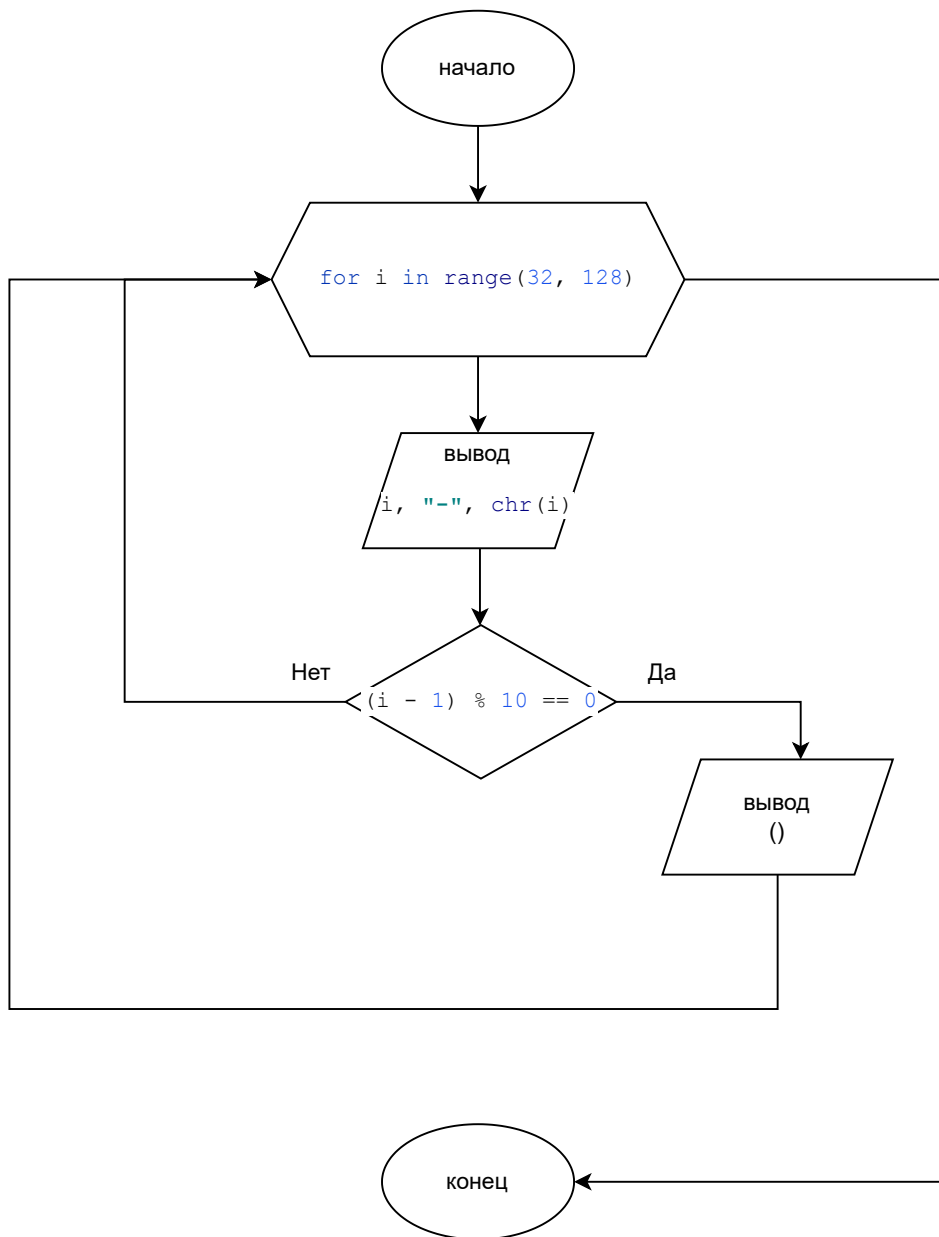 начало
for i in range(32, 128)
вывод
i, "-", chr(i)
Нет
Да
(i - 1) % 10 == 0
вывод
()
конец